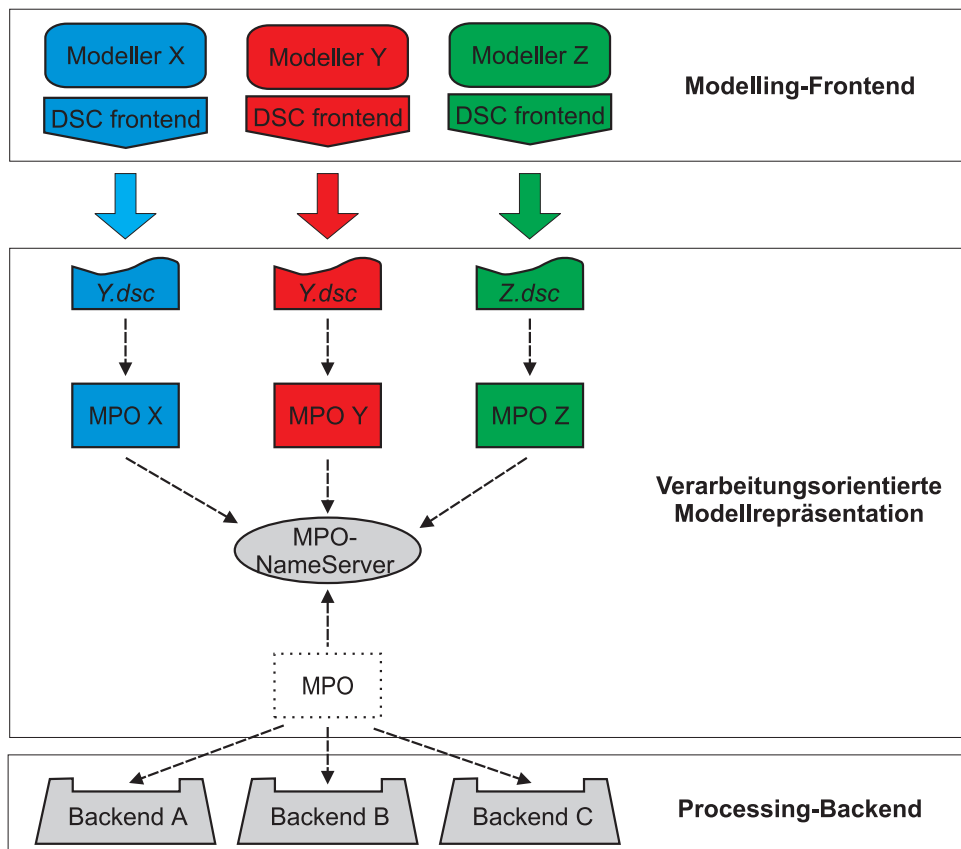 Modeller X
Modeller Y
Modeller Z
Modelling-Frontend
DSC frontend
DSC frontend
DSC frontend
Y.dsc
Y.dsc
Z.dsc
MPO X
MPO Y
MPO Z
Verarbeitungsorientierte
Modellrepräsentation
MPO-
NameServer
MPO
Backend A
Backend B
Backend C
Processing-Backend